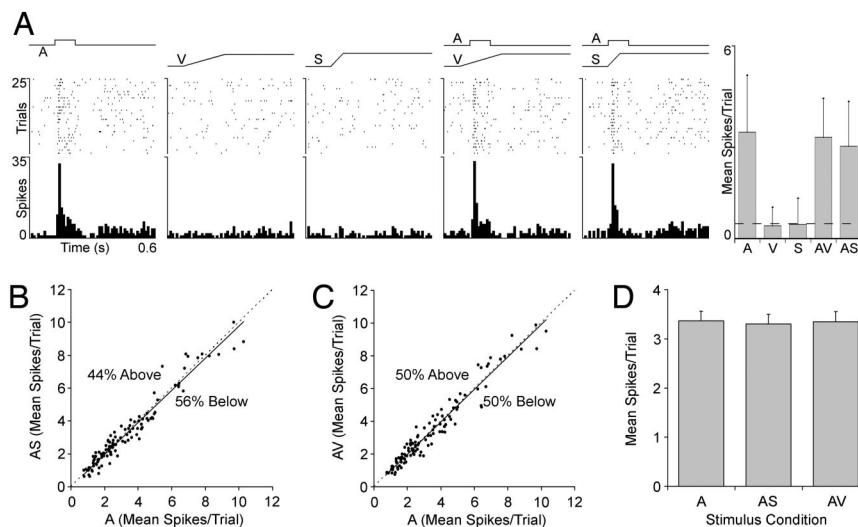 A
A
V
S
A
V
A
S
25
Trials
35
Spikes
0
Time (s) 0.6
6
Mean Spikes/Trial
0
A V S AV AS
B
12
10
8
6
4
2
0
AS (Mean Spikes/Trial)
44% Above
56% Below
0 2 4 6 8 10 12
A (Mean Spikes/Trial)
C
12
10
8
6
4
2
0
AV (Mean Spikes/Trial)
50% Above
50% Below
0 2 4 6 8 10 12
A (Mean Spikes/Trial)
D
4
3
1
0
Mean Spikes/Trial
A AS AV
Stimulus Condition